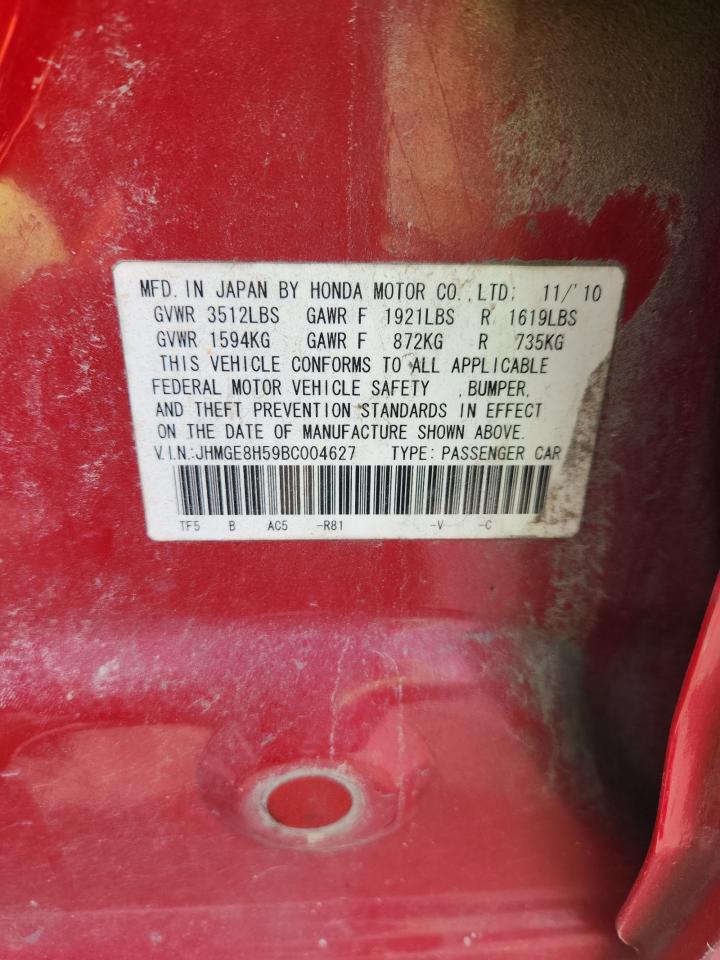 MFD. IN JAPAN BY HONDA MOTOR CO.,LTD. 11/'10
GVWR 3512LBS GAWR F 1921LBS R 1619LBS
GVWR 1594KG GAWR F 872KG R 735KG
THIS VEHICLE CONFORMS TO ALL APPLICABLE
FEDERAL MOTOR VEHICLE SAFETY ,BUMPER,
AND THEFT PREVENTION STANDARDS IN EFFECT
ON THE DATE OF MANUFACTURE SHOWN ABOVE.
V.I.N.:JHMGE8H59BC004627 TYPE: PASSENGER CAR
TF5 B AC5 -R81 -V -C